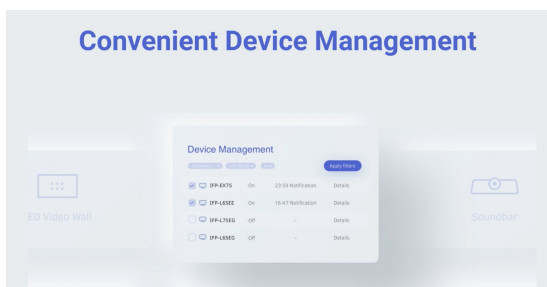 Convenient Device Management
Device Management
Apply Filters
IFP-EX75 On 23:59 Notification Details
IFP-L65EE On 16:47 Notification Details
IFP-L75EG Off - Details
IFP-L65EG Off - Details
E0 Video Wall
Soundbar